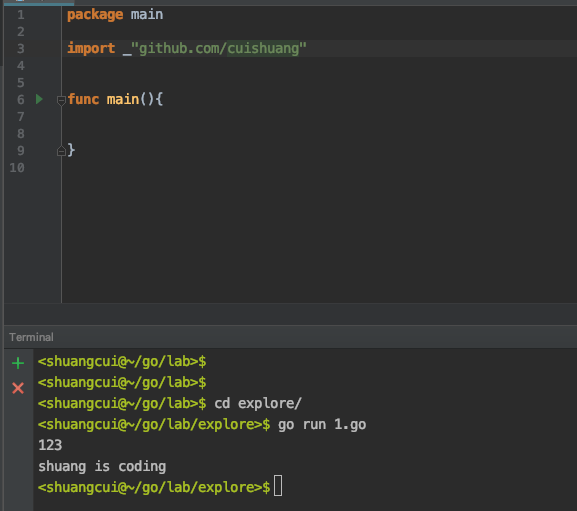 1 package main
2
3 import _"github.com/cuishuang"
4
5
6 func main(){
7
8
9 }
10
Terminal
<shuangcui@~/go/lab>$
<shuangcui@~/go/lab>$
<shuangcui@~/go/lab>$ cd explore/
<shuangcui@~/go/lab/explore>$ go run 1.go
123
shuang is coding
<shuangcui@~/go/lab/explore>$